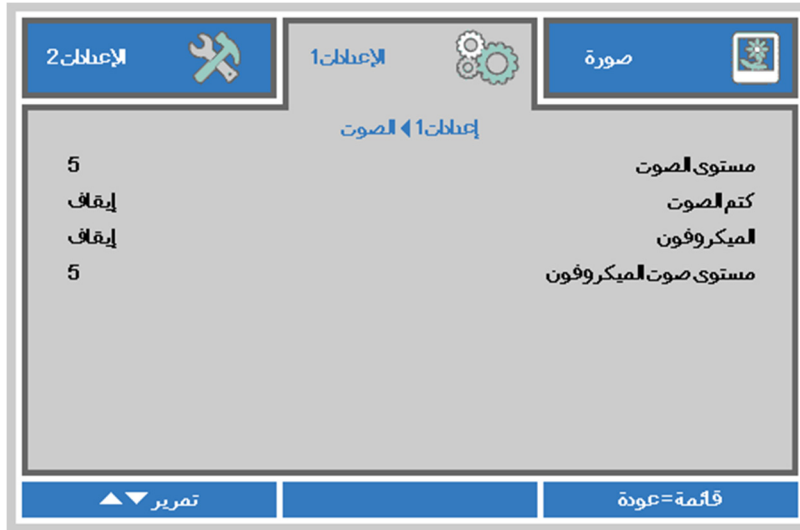 صورة
الإعدادات1
الإعدادات2
إعدادات1 الصوت
مستوى الصوت 5
كتم الصوت إيقاف
الميكروفون إيقاف
مستوى صوت الميكروفون 5
قائمة=عودة
تمرير ▼▲